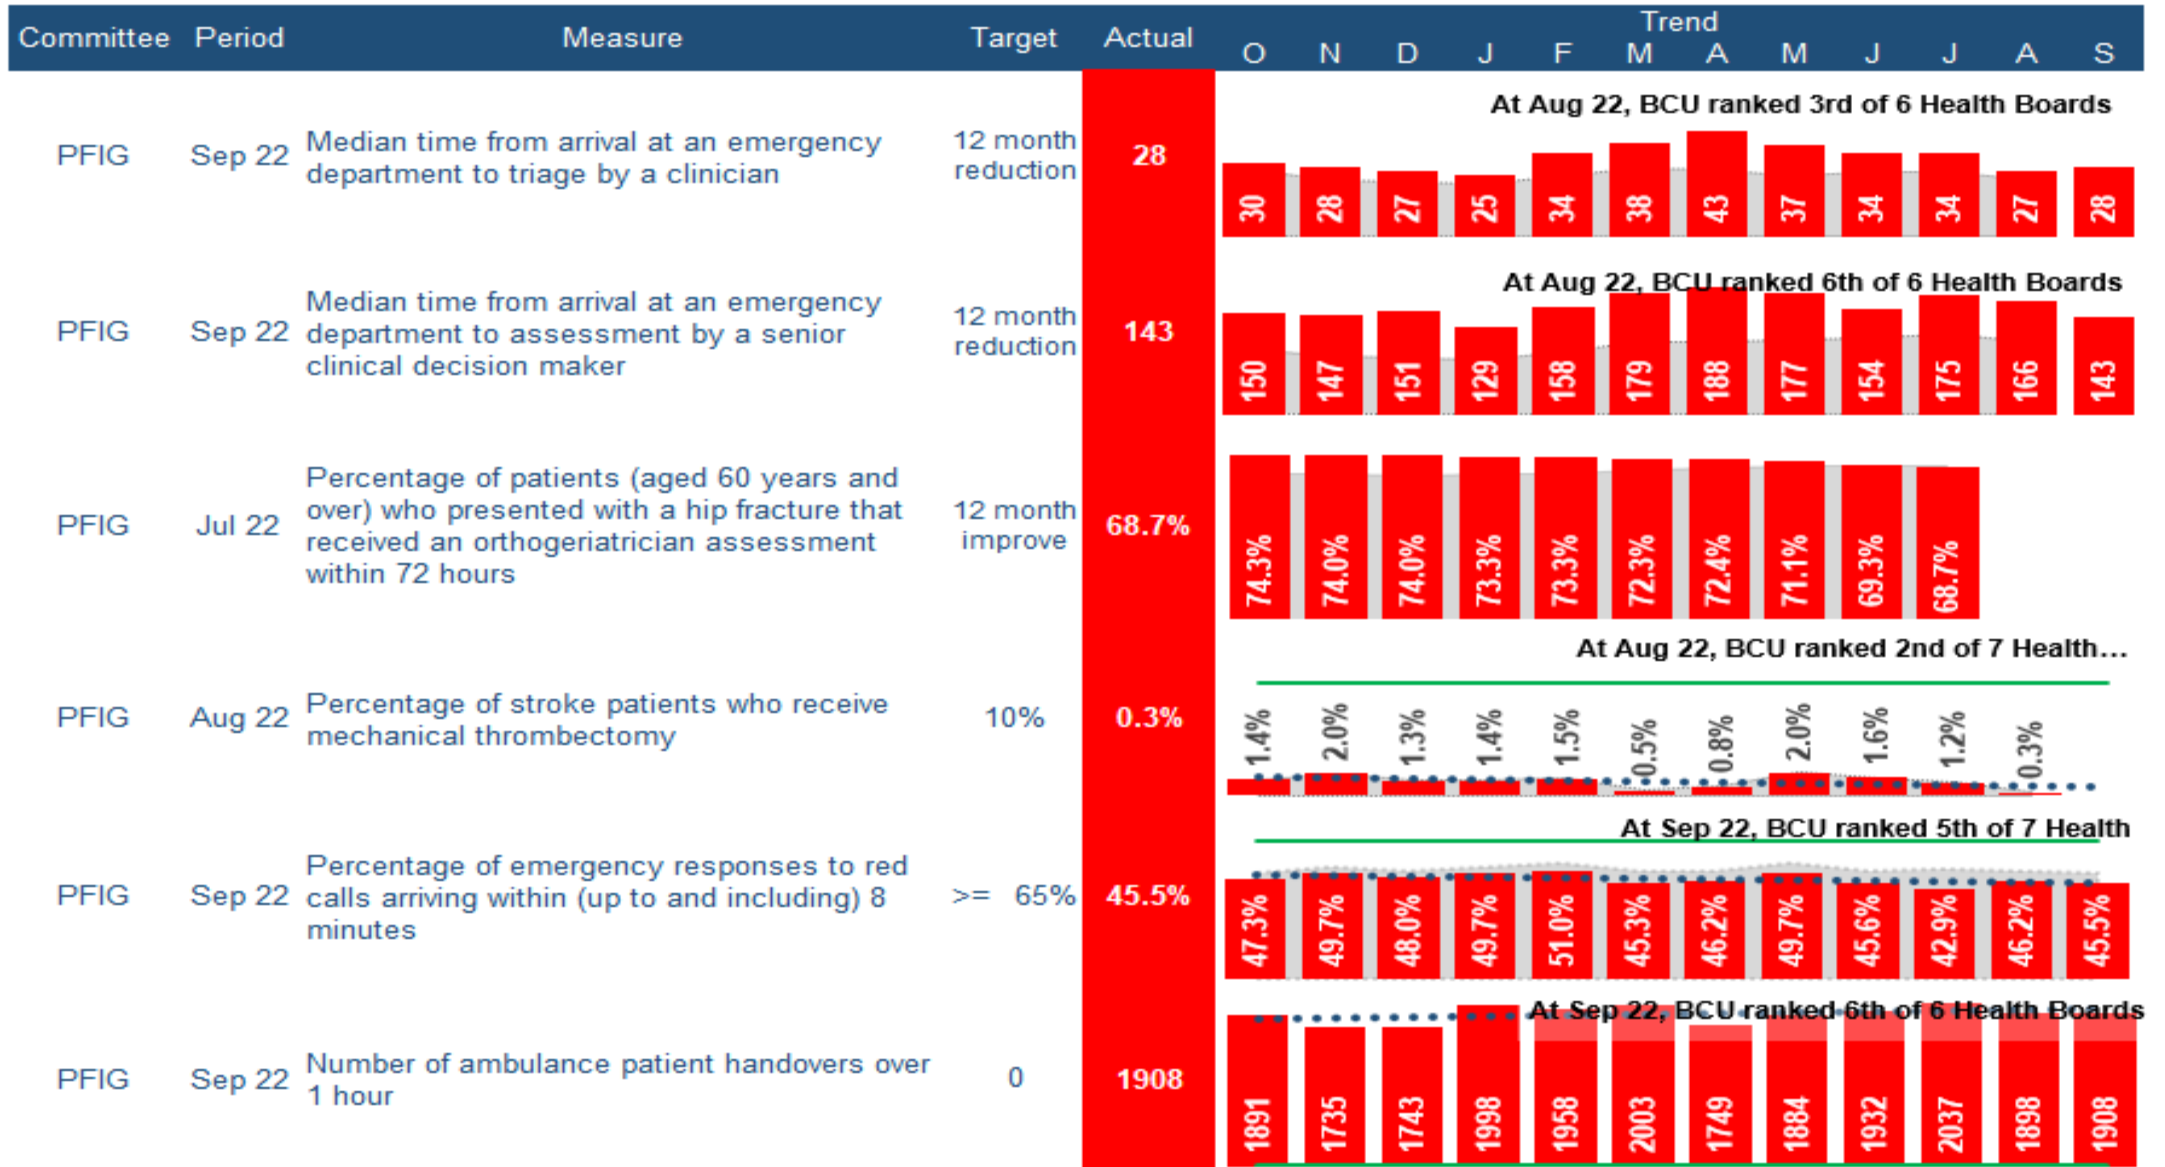 Committee Period Measure Target Actual Trend
O N D J F M A M J J A S
At Aug 22, BCU ranked 3rd of 6 Health Boards
PFIG Sep 22 Median time from arrival at an emergency
department to triage by a clinician
12 month
reduction
28
30 28 27 25 34 38 43 37 34 34 27 28
At Aug 22, BCU ranked 6th of 6 Health Boards
PFIG Sep 22 Median time from arrival at an emergency
department to assessment by a senior
clinical decision maker
12 month
reduction
143
150 147 151 129 158 179 188 177 154 175 166 143
PFIG Jul 22 Percentage of patients (aged 60 years and
over) who presented with a hip fracture that
received an orthogeriatrician assessment
within 72 hours
12 month
improve
68.7%
74.3% 74.0% 74.0% 73.3% 73.3% 72.3% 72.4% 71.1% 69.3% 68.7%
At Aug 22, BCU ranked 2nd of 7 Health...
PFIG Aug 22 Percentage of stroke patients who receive
mechanical thrombectomy
10%
0.3%
1.4% 2.0% 1.3% 1.4% 1.5% 0.5% 0.8% 2.0% 1.6% 1.2% 0.3%
At Sep 22, BCU ranked 5th of 7 Health
PFIG Sep 22 Percentage of emergency responses to red
calls arriving within (up to and including) 8
minutes
>= 65%
45.5%
47.3% 49.7% 48.0% 49.7% 51.0% 45.3% 46.2% 49.7% 45.6% 42.9% 46.2% 45.5%
At Sep 22, BCU ranked 6th of 6 Health Boards
PFIG Sep 22 Number of ambulance patient handovers over
1 hour
0
1908
1891 1735 1743 1998 1958 2003 1749 1884 1932 2037 1898 1908